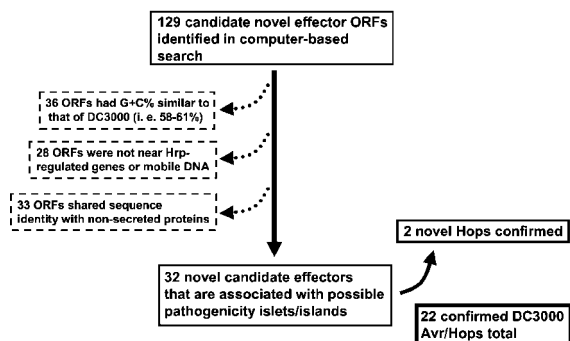 129 candidate novel effector ORFs
identified in computer-based
search
36 ORFs had G+C% similar to
that of DC3000 (i. e. 58-61%)
28 ORFs were not near Hrp-
regulated genes or mobile DNA
33 ORFs shared sequence
identity with non-secreted proteins
2 novel Hops confirmed
32 novel candidate effectors
that are associated with possible
pathogenicity islets/islands
22 confirmed DC3000
Avr/Hops total